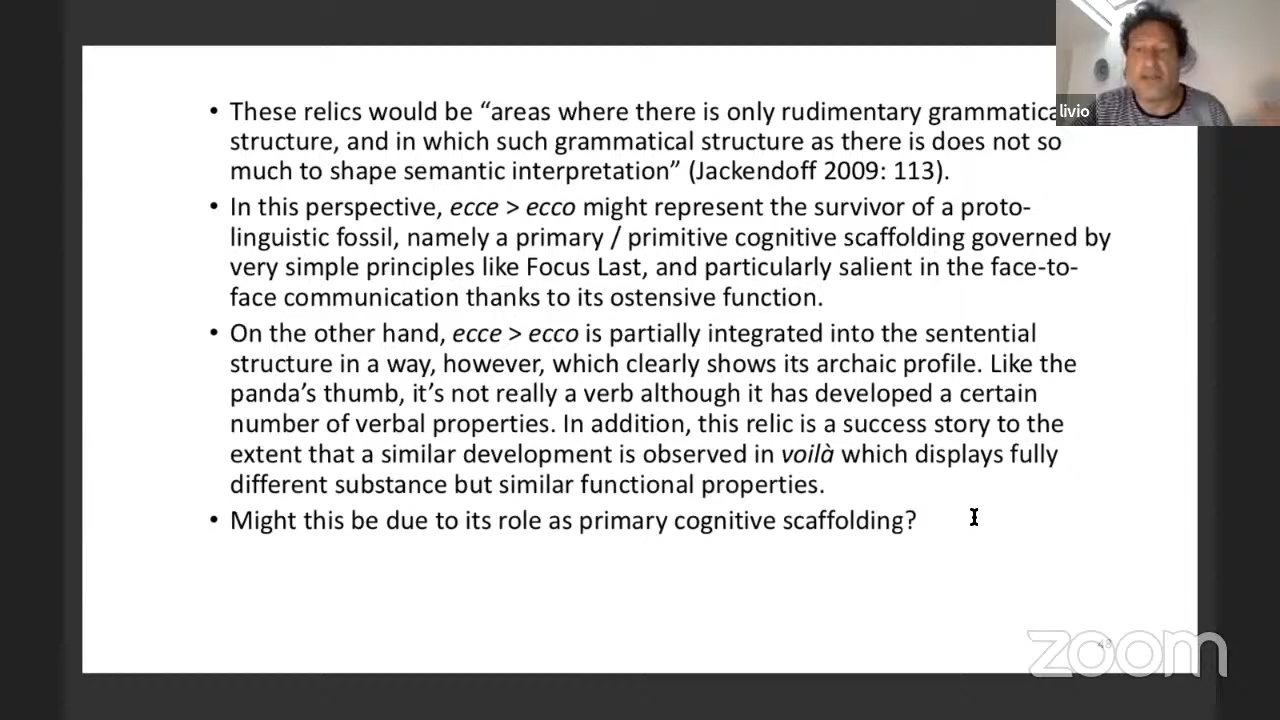 • These relics would be “areas where there is only rudimentary grammatica
structure, and in which such grammatical structure as there is does not so
much to shape semantic interpretation” (Jackendoff 2009: 113).
• In this perspective, ecce > ecco might represent the survivor of a proto-
linguistic fossil, namely a primary / primitive cognitive scaffolding governed by
very simple principles like Focus Last, and particularly salient in the face-to-
face communication thanks to its ostensive function.
• On the other hand, ecce > ecco is partially integrated into the sentential
structure in a way, however, which clearly shows its archaic profile. Like the
panda’s thumb, it’s not really a verb although it has developed a certain
number of verbal properties. In addition, this relic is a success story to the
extent that a similar development is observed in voilà which displays fully
different substance but similar functional properties.
• Might this be due to its role as primary cognitive scaffolding?
livio
zoom